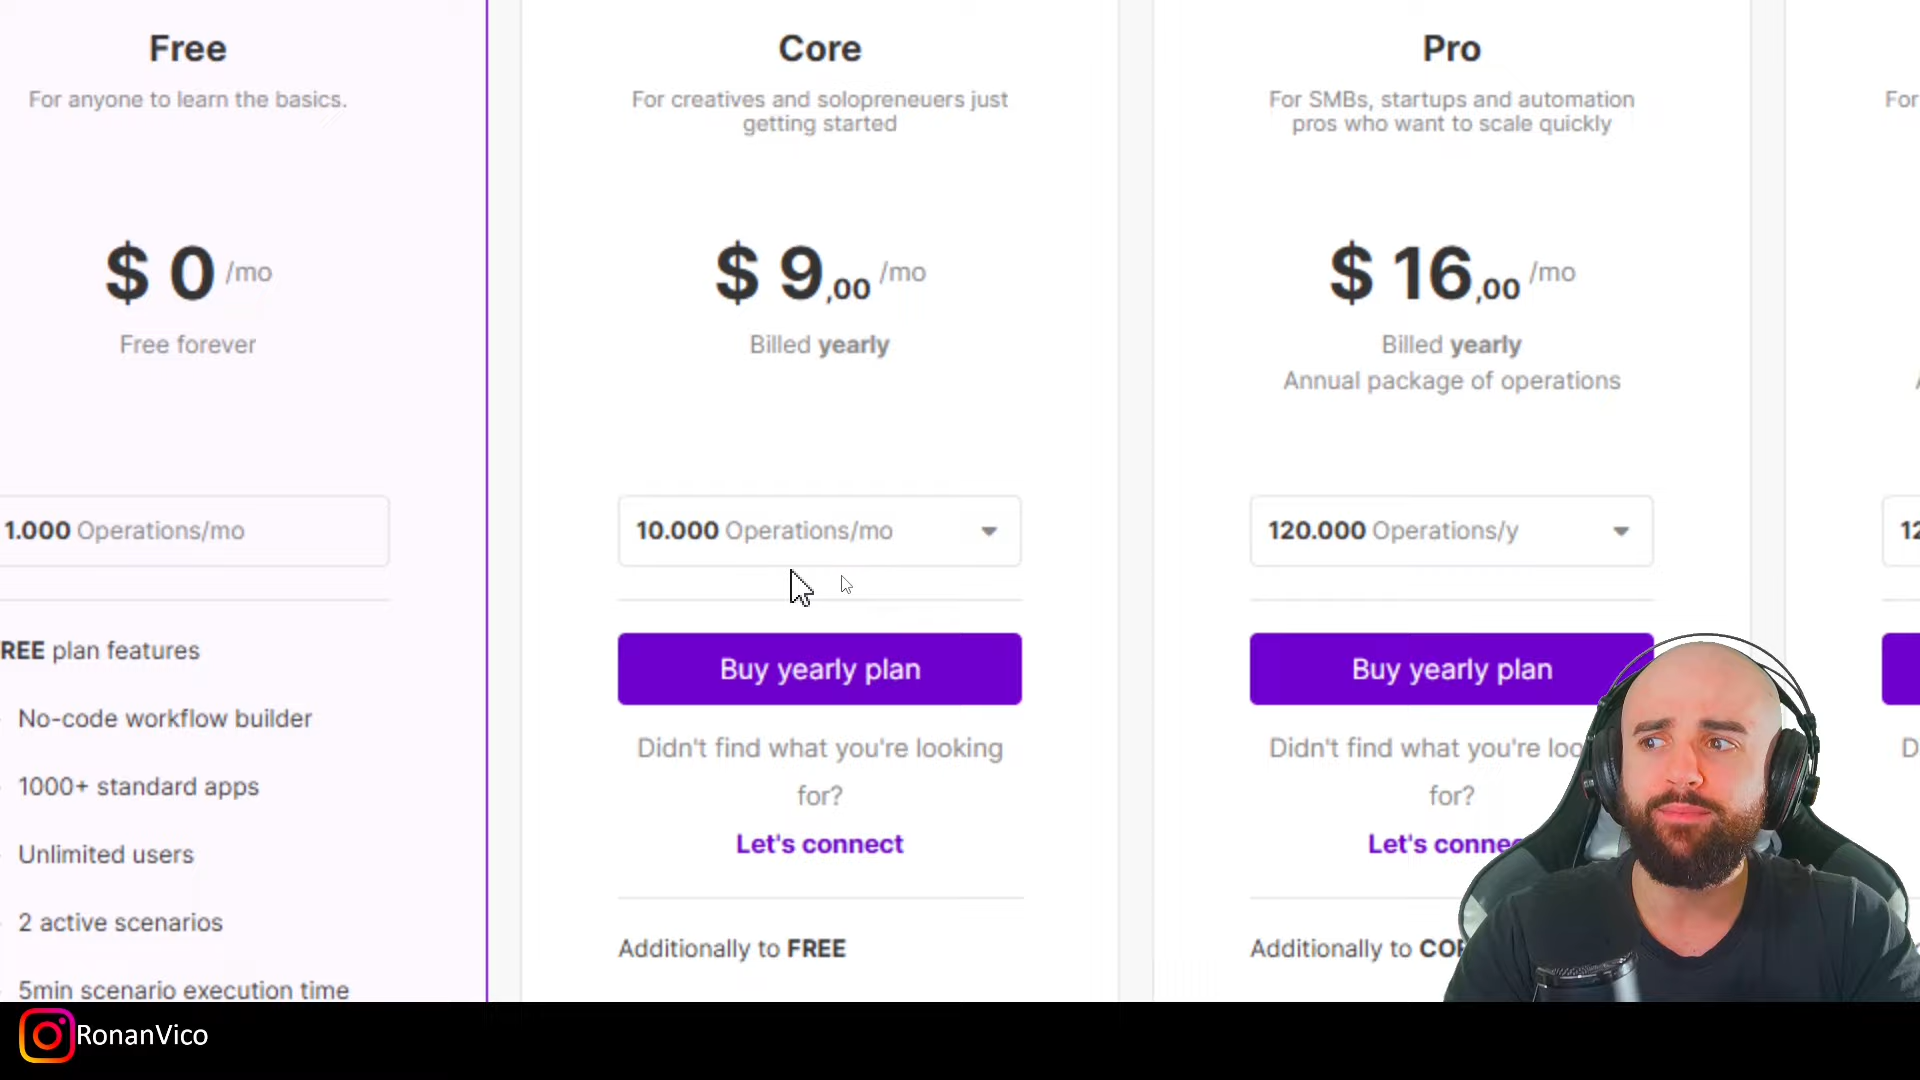 Free
For anyone to learn the basics.
$ 0 /mo
Free forever
1.000 Operations/mo
REE plan features
No-code workflow builder
1000+ standard apps
Unlimited users
2 active scenarios
5min scenario execution time
Core
For creatives and solopreneuers just
getting started
$ 9,00 /mo
Billed yearly
10.000 Operations/mo
Buy yearly plan
Didn't find what you're looking
for?
Let's connect
Additionally to FREE
Pro
For SMBs, startups and automation
pros who want to scale quickly
$ 16,00 /mo
Billed yearly
Annual package of operations
120.000 Operations/y
Buy yearly plan
Didn't find what you're loo
for?
Let's connec
Additionally to COR
For
A
12
D
RonanVico